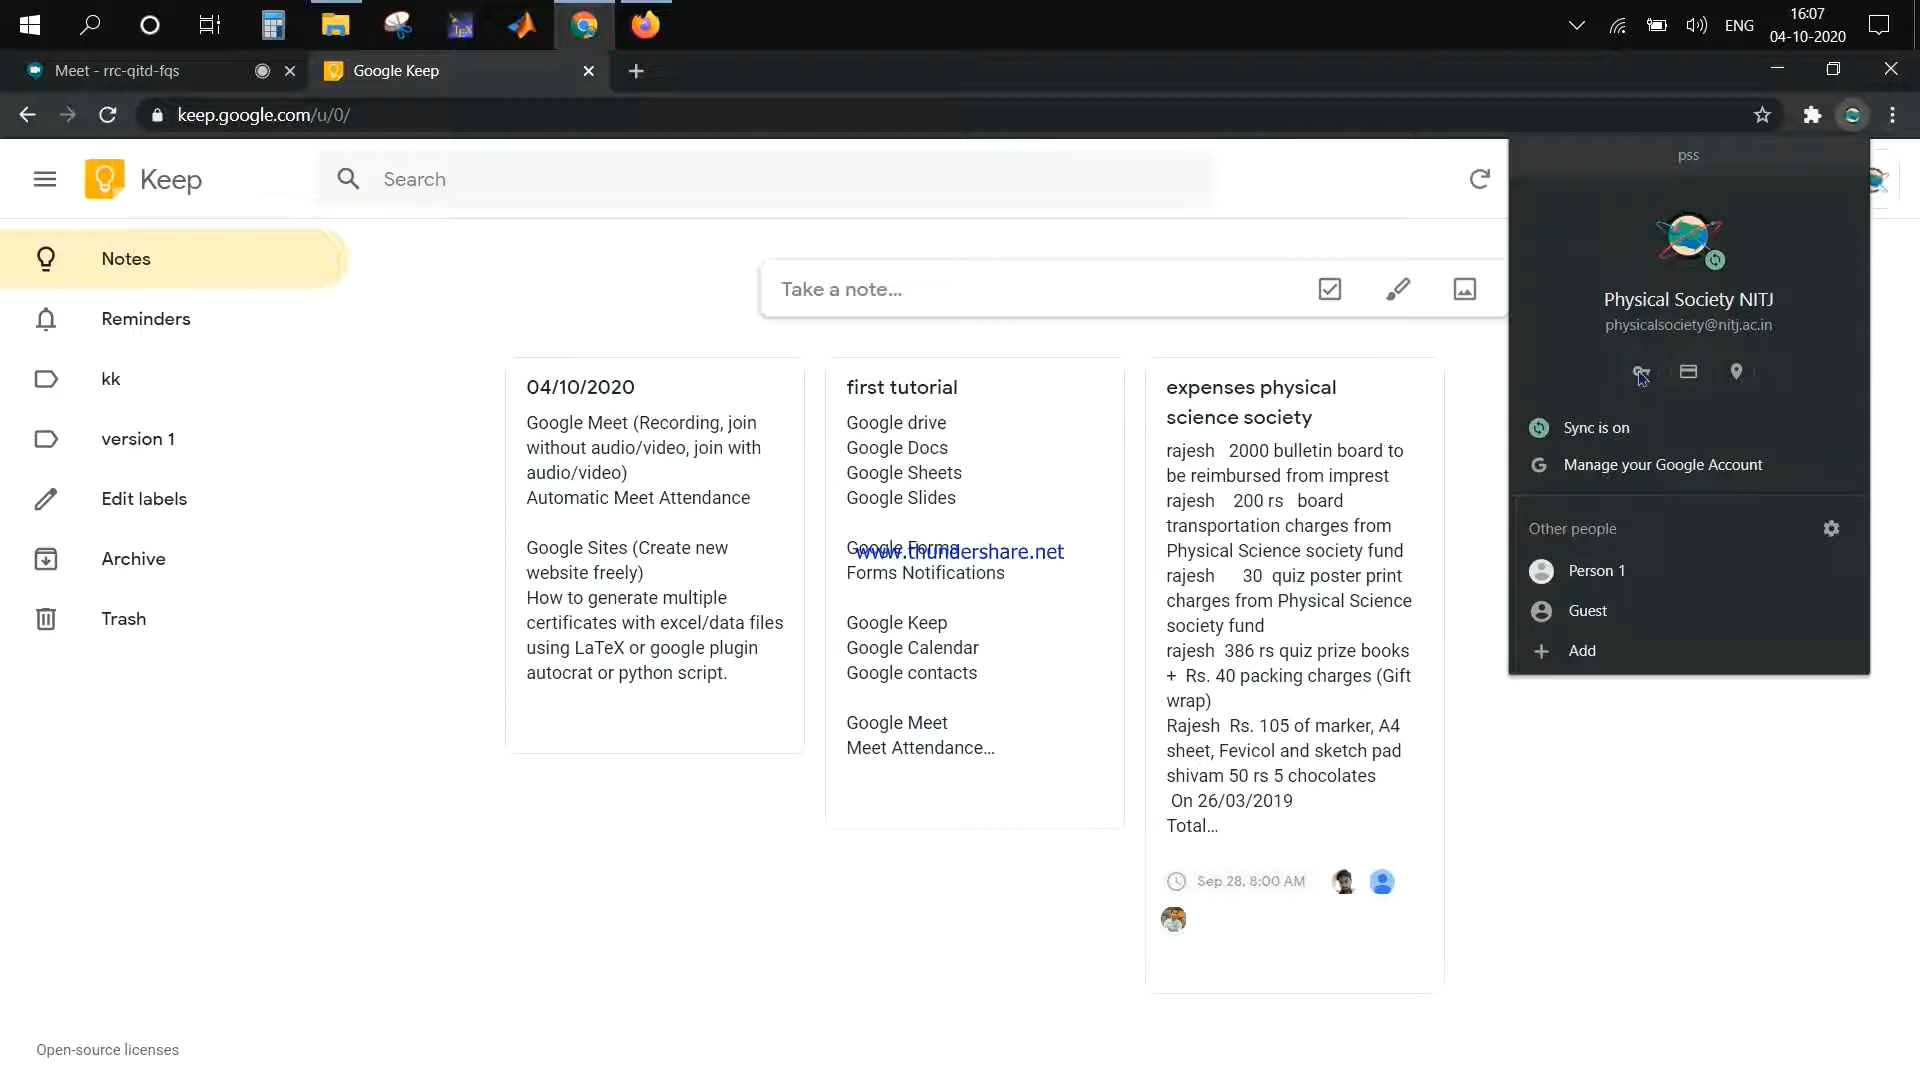 ENG
16:07
04-10-2020
Meet - rrc-qitd-fqs
Google Keep
keep.google.com/u/0/
Keep
Search
Notes
Reminders
kk
version 1
Edit labels
Archive
Trash
Take a note...
04/10/2020
Google Meet (Recording, join
without audio/video, join with
audio/video)
Automatic Meet Attendance
Google Sites (Create new
website freely)
How to generate multiple
certificates with excel/data files
using LaTeX or google plugin
autocrat or python script.
first tutorial
Google drive
Google Docs
Google Sheets
Google Slides
Google Forms
www.thundershare.net
Forms Notifications
Google Keep
Google Calendar
Google contacts
Google Meet
Meet Attendance...
expenses physical
science society
rajesh 2000 bulletin board to
be reimbursed from imprest
rajesh 200 rs board
transportation charges from
Physical Science society fund
rajesh 30 quiz poster print
charges from Physical Science
society fund
rajesh 386 rs quiz prize books
+ Rs. 40 packing charges (Gift
wrap)
Rajesh Rs. 105 of marker, A4
sheet, Fevicol and sketch pad
shivam 50 rs 5 chocolates
On 26/03/2019
Total...
Sep 28, 8:00 AM
pss
Physical Society NITJ
physicalsociety@nitj.ac.in
Sync is on
Manage your Google Account
Other people
Person 1
Guest
Add
Open-source licenses